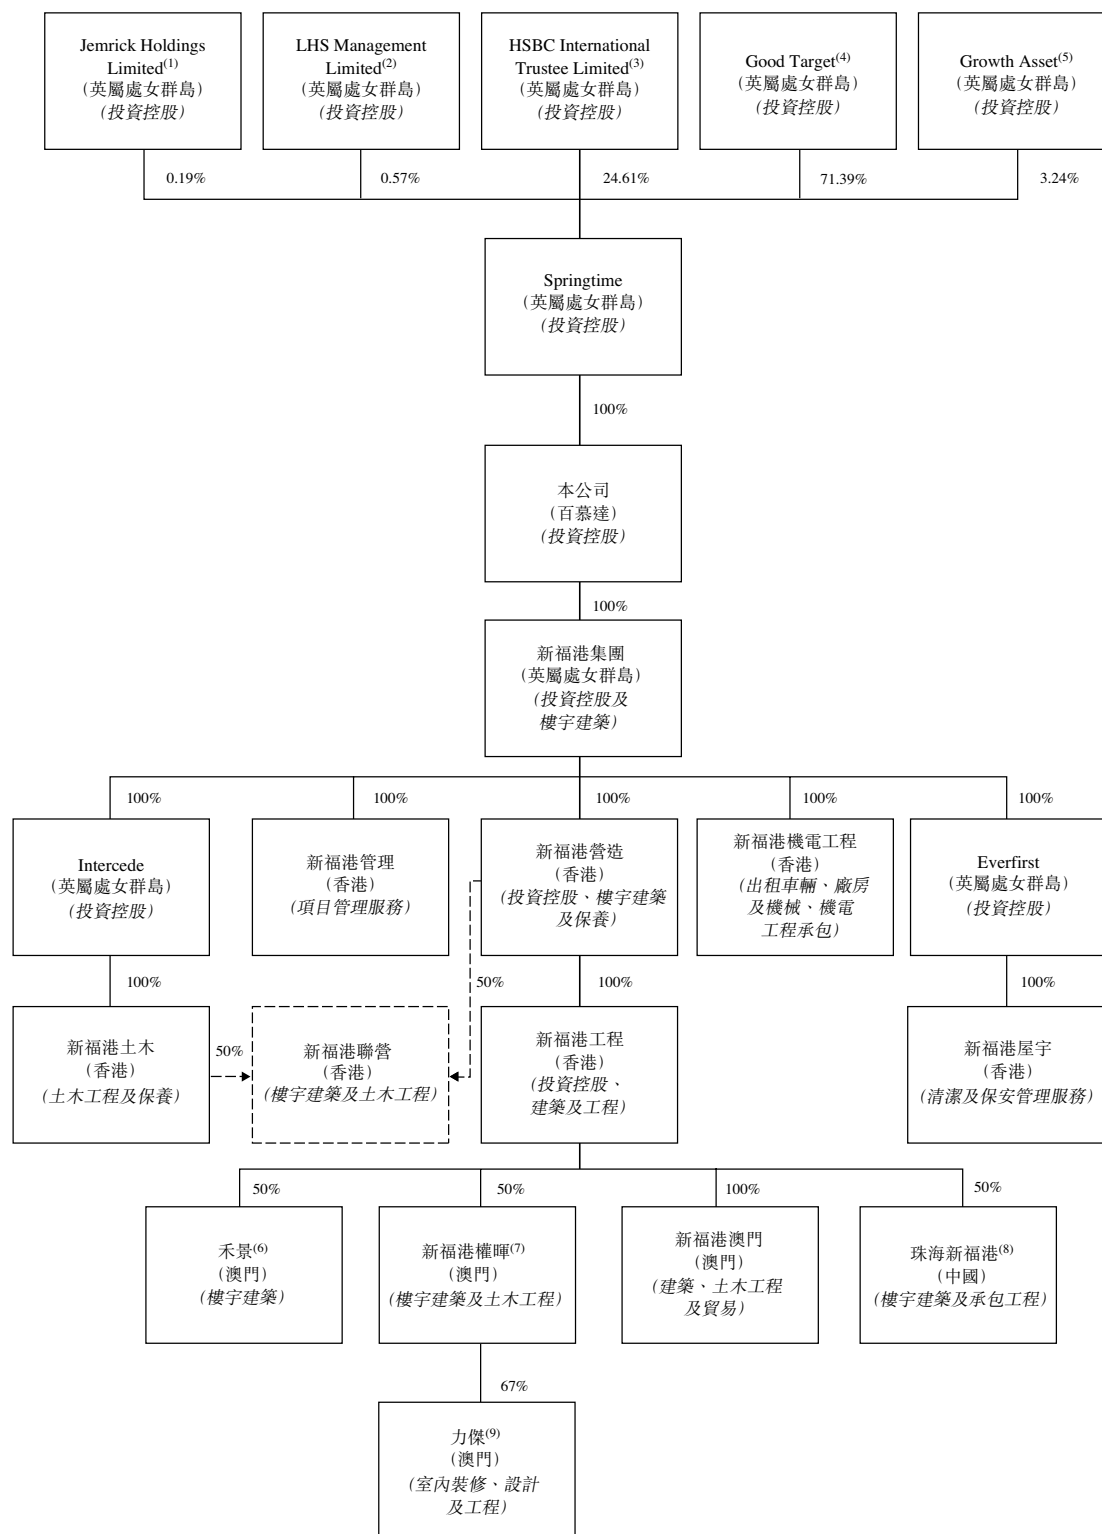 Jemrick Holdings
Limited(1)
(英屬處女群島)
(投資控股)
LHS Management
Limited(2)
(英屬處女群島)
(投資控股)
HSBC International
Trustee Limited(3)
(英屬處女群島)
(投資控股)
Good Target(4)
(英屬處女群島)
(投資控股)
Growth Asset(5)
(英屬處女群島)
(投資控股)
0.19%
0.57%
24.61%
71.39%
3.24%
Springtime
(英屬處女群島)
(投資控股)
100%
本公司
(百慕達)
(投資控股)
100%
新福港集團
(英屬處女群島)
(投資控股及
樓宇建築)
100%
100%
100%
100%
100%
Intercede
(英屬處女群島)
(投資控股)
新福港管理
(香港)
(項目管理服務)
新福港營造
(香港)
(投資控股、樓宇建築
及保養)
新福港機電工程
(香港)
(出租車輛、廠房
及機械、機電
工程承包)
Everfirst
(英屬處女群島)
(投資控股)
100%
50%
100%
100%
新福港土木
(香港)
(土木工程及保養)
50%
新福港聯營
(香港)
(樓宇建築及土木工程)
新福港工程
(香港)
(投資控股、
建築及工程)
新福港屋宇
(香港)
(清潔及保安管理服務)
50%
50%
100%
50%
禾景(6)
(澳門)
(樓宇建築)
新福港權暉(7)
(澳門)
(樓宇建築及土木工程)
新福港澳門
(澳門)
(建築、土木工程
及貿易)
珠海新福港(8)
(中國)
(樓宇建築及承包工程)
67%
力傑(9)
(澳門)
(室內裝修、設計
及工程)